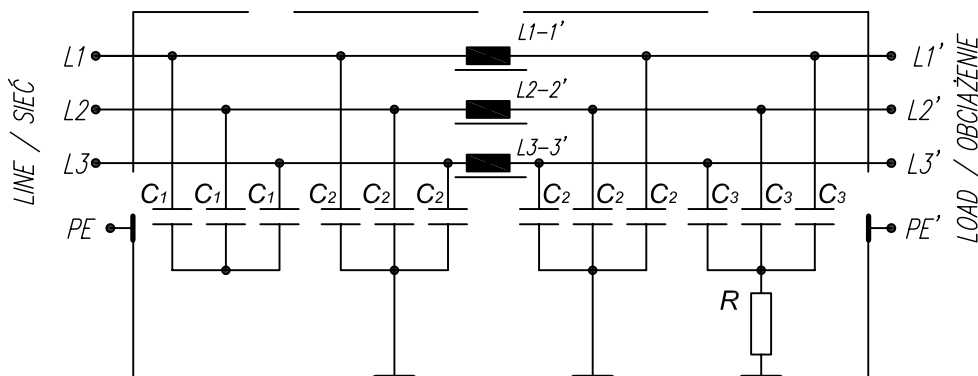 LINE / SIEĆ
L1
L2
L3
PE
L1-1'
L2-2'
L3-3'
C1 C1 C1 C2 C2 C2 C2 C2 C2 C3 C3 C3
R
L1'
L2'
L3'
PE'
LOAD / OBCIAŻENIE